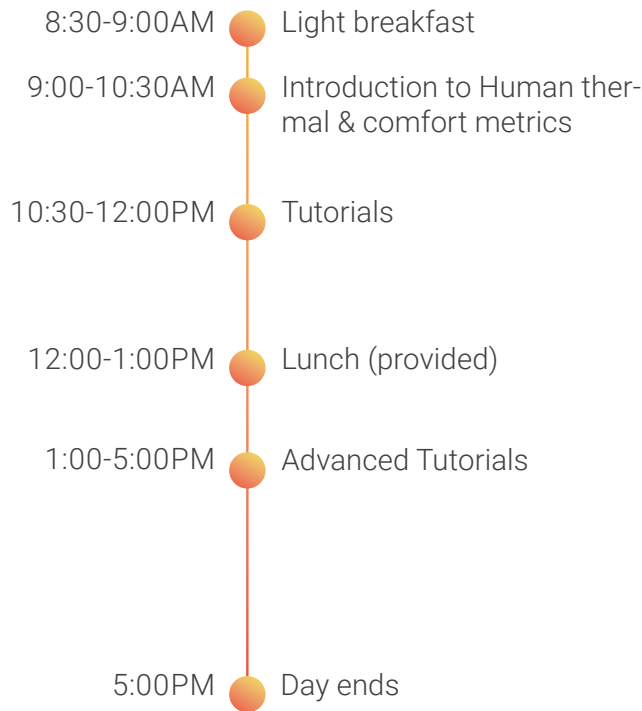 8:30-9:00AM Light breakfast
9:00-10:30AM Introduction to Human ther-
mal & comfort metrics
10:30-12:00PM Tutorials
12:00-1:00PM Lunch (provided)
1:00-5:00PM Advanced Tutorials
5:00PM Day ends